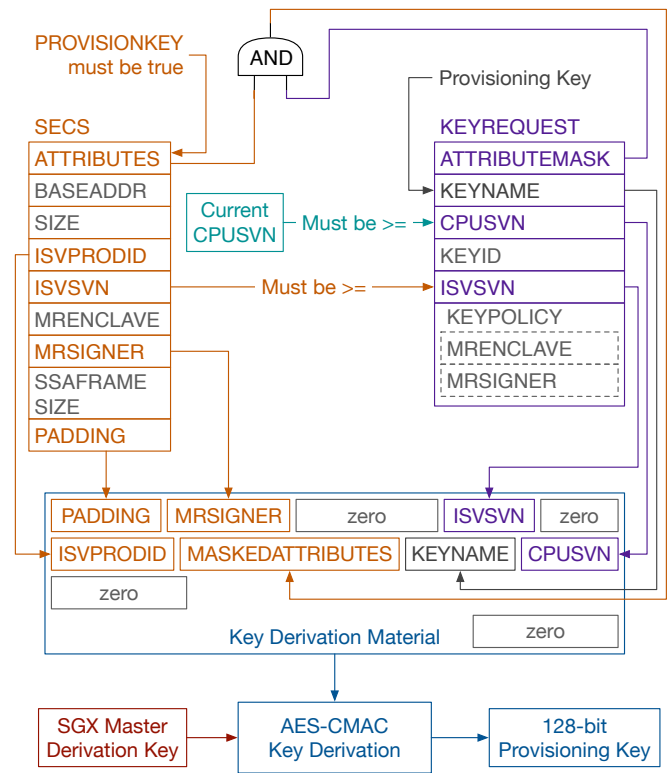 AND
PROVISIONKEY
must be true
Provisioning Key
SECS
ATTRIBUTES
BASEADDR
SIZE
ISVPRODID
ISVSVN
MRENCLAVE
MRSIGNER
SSAFRAME
SIZE
PADDING
Current
CPUSVN
Must be >=
Must be >=
KEYREQUEST
ATTRIBUTEMASK
KEYNAME
CPUSVN
KEYID
ISVSVN
KEYPOLICY
MRENCLAVE
MRSIGNER
PADDING MRSIGNER zero ISVSVN zero
ISVPRODID MASKEDATTRIBUTES KEYNAME CPUSVN
zero
zero
Key Derivation Material
SGX Master
Derivation Key
AES-CMAC
Key Derivation
128-bit
Provisioning Key